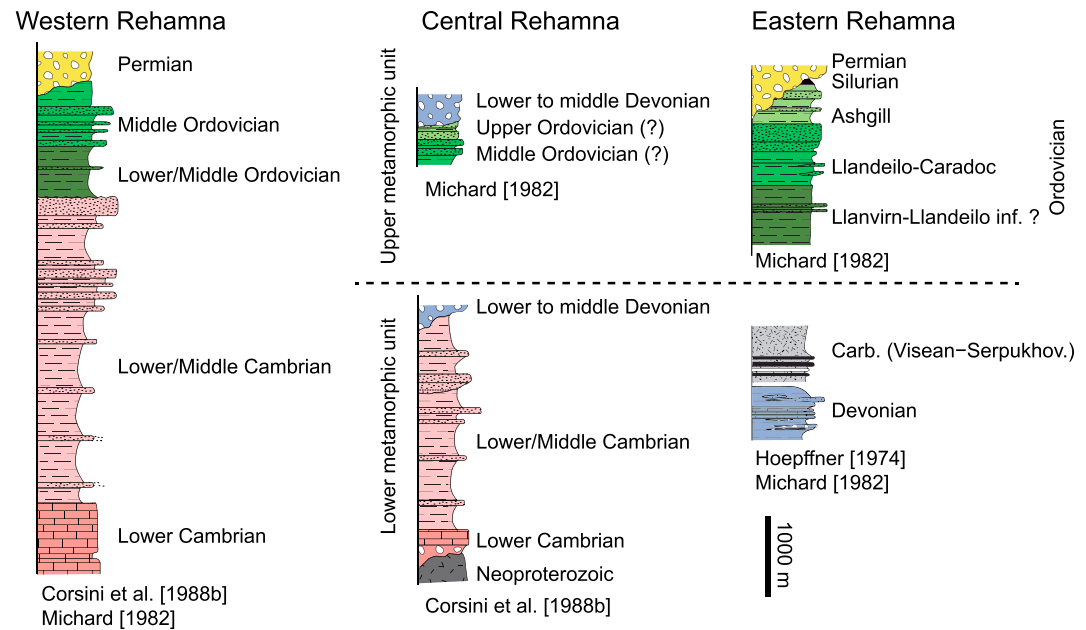 Western Rehamna
Permian
Middle Ordovician
Lower/Middle Ordovician
Lower/Middle Cambrian
Lower Cambrian
Corsini et al. [1988b]
Michard [1982]
Central Rehamna
Upper metamorphic unit
Lower to middle Devonian
Upper Ordovician (?)
Middle Ordovician (?)
Michard [1982]
Lower metamorphic unit
Lower to middle Devonian
Lower/Middle Cambrian
Lower Cambrian
Neoproterozoic
Corsini et al. [1988b]
Eastern Rehamna
Permian
Silurian
Ashgill
Llandeilo-Caradoc
Llanvirn-Llandeilo inf. ?
Ordovician
Michard [1982]
Carb. (Visean−Serpukhov.)
Devonian
Hoepffner [1974]
Michard [1982]
1000 m